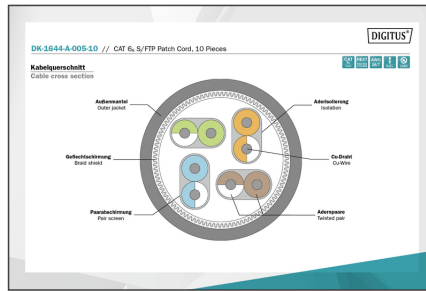 DIGITUS®
DK-1644-A-005-10 // CAT 6A S/FTP Patch Cord, 10 Pieces
Kabelquerschnitt
Cable cross section
Außenmantel
Outer jacket
Aderisolierung
Isolation
Geflechtschirmung
Braid shield
Cu-Draht
Cu-Wire
Paarabschirmung
Pair screen
Adernpaare
Twisted pair